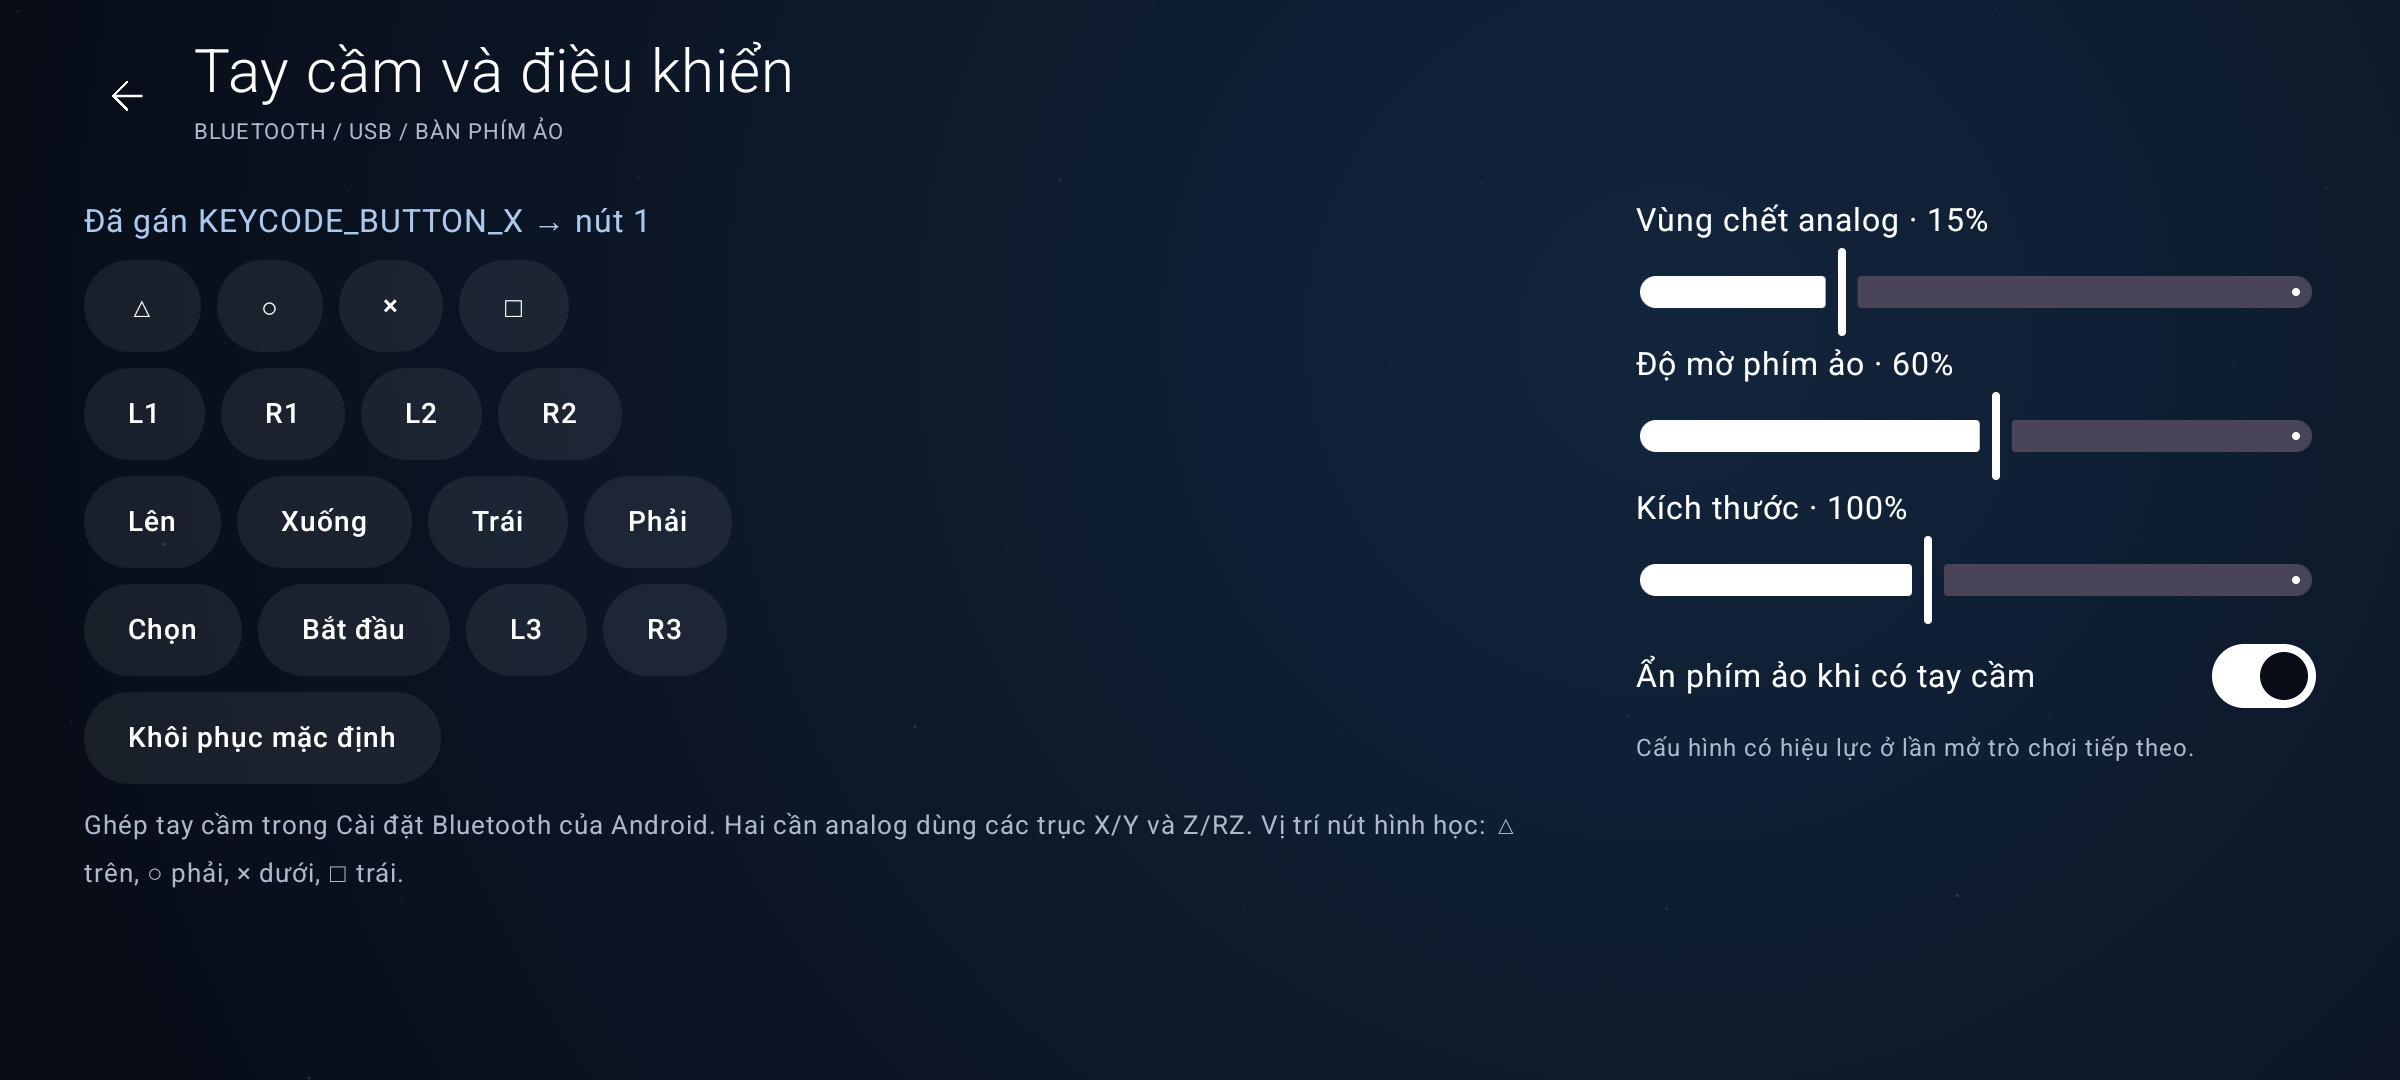 Tay cầm và điều khiển
BLUETOOTH / USB / BÀN PHÍM ẢO
Đã gán KEYCODE_BUTTON_X → nút 1
△ ○ × □
L1 R1 L2 R2
Lên Xuống Trái Phải
Chọn Bắt đầu L3 R3
Khôi phục mặc định
Ghép tay cầm trong Cài đặt Bluetooth của Android. Hai cần analog dùng các trục X/Y và Z/RZ. Vị trí nút hình học: △
trên, ○ phải, × dưới, □ trái.
Vùng chết analog · 15%
Độ mờ phím ảo · 60%
Kích thước · 100%
Ẩn phím ảo khi có tay cầm
Cấu hình có hiệu lực ở lần mở trò chơi tiếp theo.